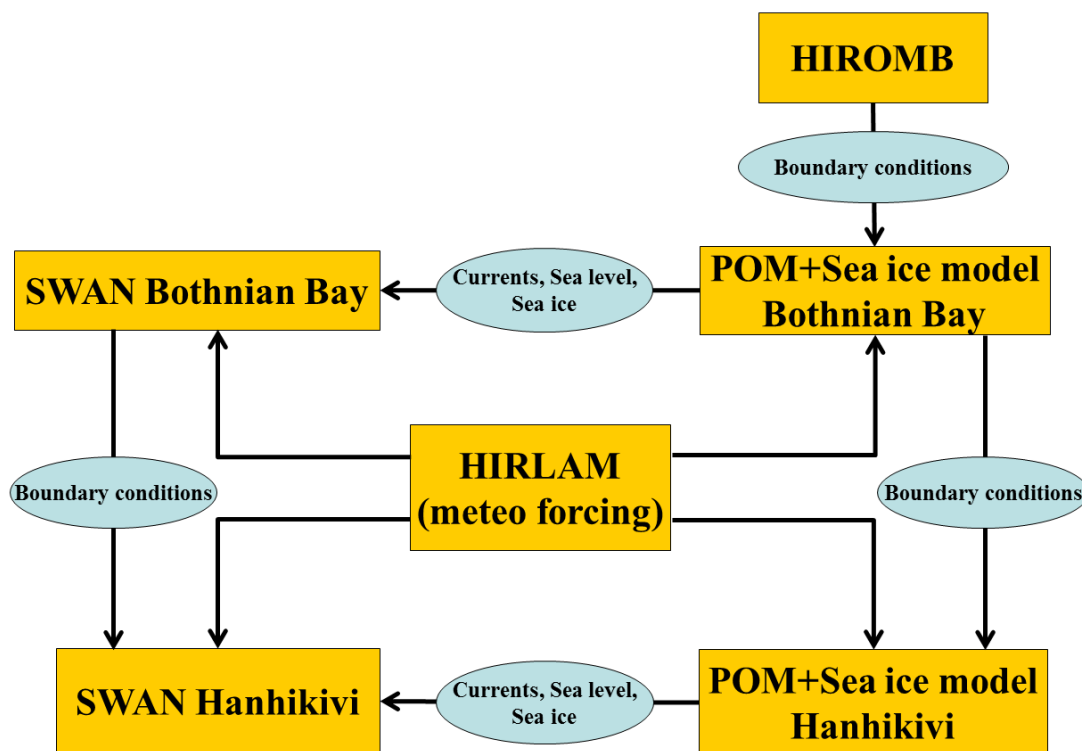 HIROMB
Boundary conditions
SWAN Bothnian Bay
Currents, Sea level,
Sea ice
POM+Sea ice model
Bothnian Bay
HIRLAM
(meteo forcing)
Boundary conditions
Boundary conditions
SWAN Hanhikivi
Currents, Sea level,
Sea ice
POM+Sea ice model
Hanhikivi